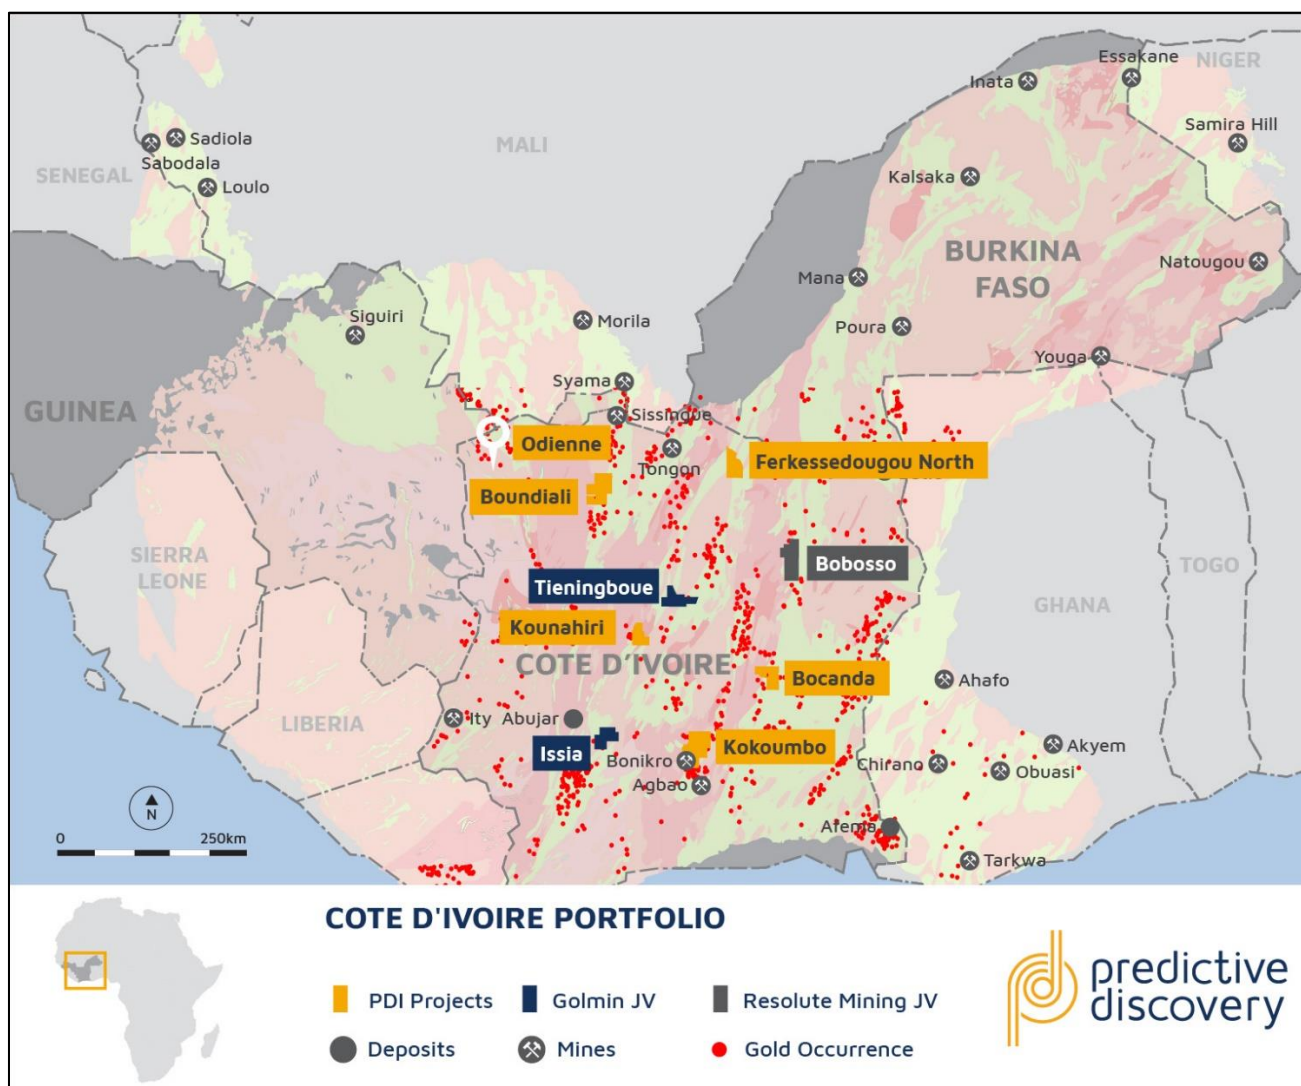 Essakane
NIGER
Inata
Samira Hill
Sadiola
Sabodala
MALI
SENEGAL
Loulo
Kalsaka
BURKINA
FASO
Natougou
Mana
Siguiri
Morila
Poura
Youga
Syama
GUINEA
Sissingue
Odienne
Tongon
Ferkessedougou North
Boundiali
SIERRA
LEONE
Bobosso
TOGO
Tieningboue
GHANA
Kounahiri
COTE D'IVOIRE
Bocanda
Ahafo
LIBERIA
Ity
Abujar
Issia
Kokoumbo
Akyem
Bonikro
Chirano
Obuasi
Agbao
N
0
250km
Afema
Tarkwa
COTE D'IVOIRE PORTFOLIO
PDI Projects
Golmin JV
Resolute Mining JV
Deposits
Mines
Gold Occurrence
predictive
discovery